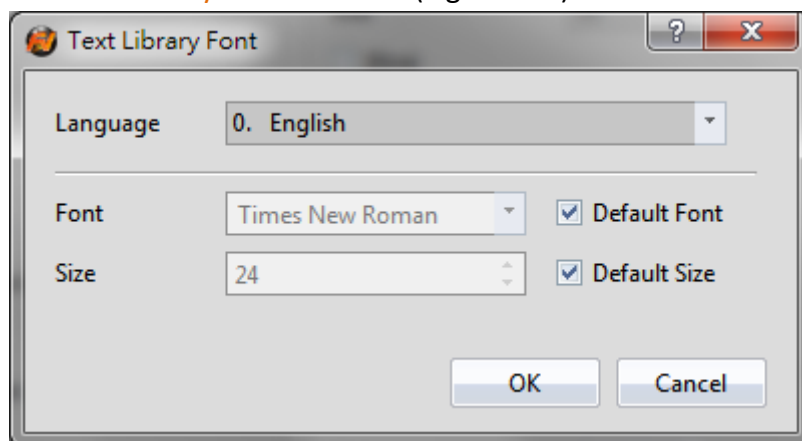 Text Library Font
Language 0. English
Font Times New Roman Default Font
Size 24 Default Size
OK Cancel